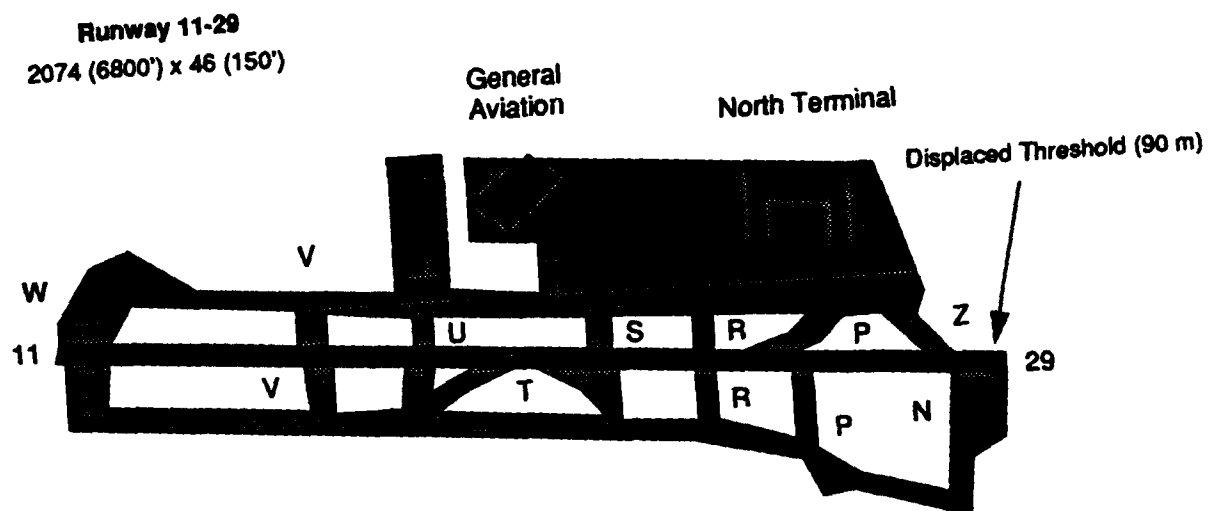 Runway 11-29
2074 (6800') x 46 (150')
General
Aviation
North Terminal
Displaced Threshold (90 m)
V
W
U
S
R
P
Z
11
29
V
T
R
P
N